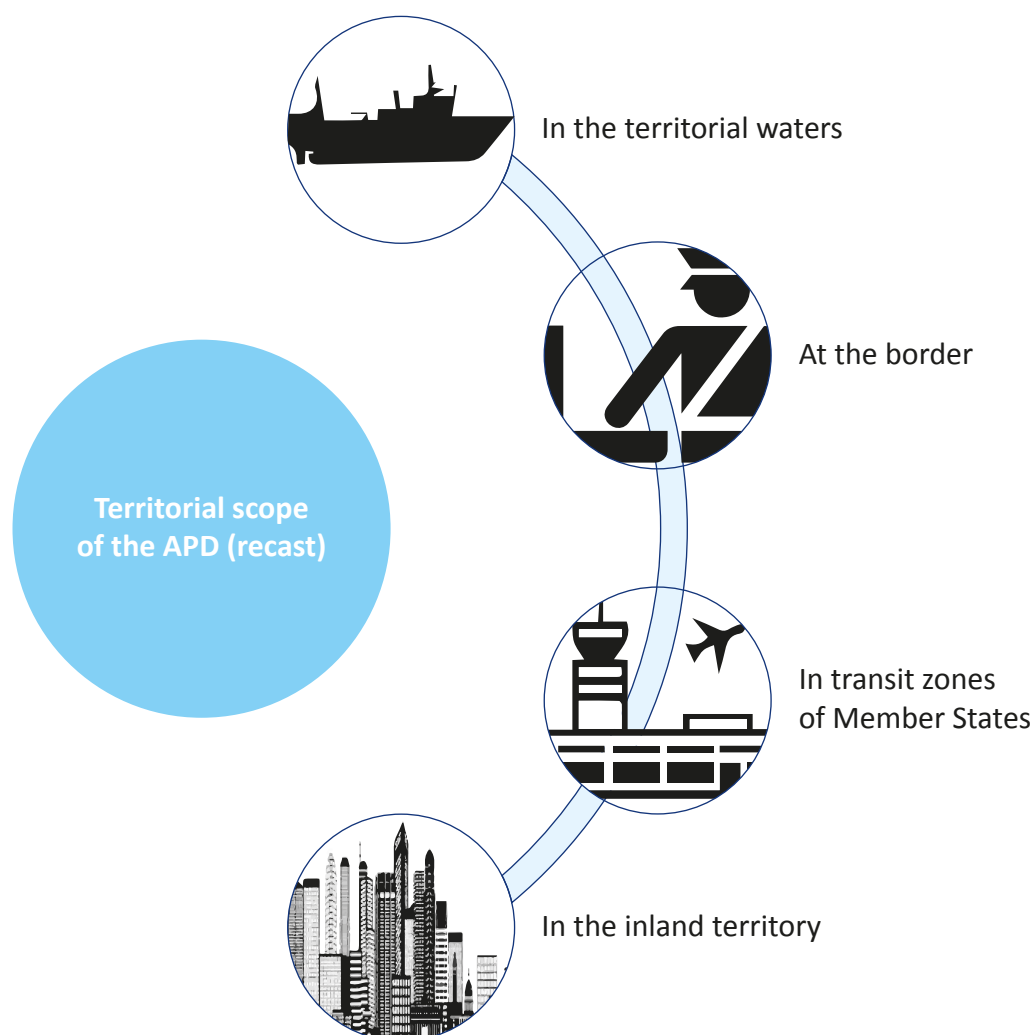 In the territorial waters
At the border
Territorial scope
of the APD (recast)
In transit zones
of Member States
In the inland territory